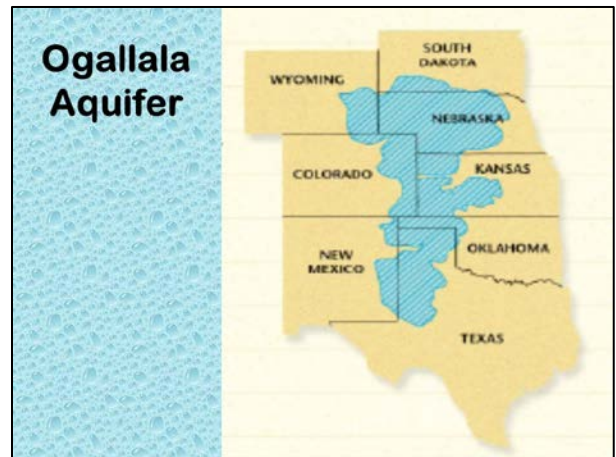 Ogallala
Aquifer
SOUTH
DAKOTA
WYOMING
NEBRASKA
COLORADO
KANSAS
NEW
MEXICO
OKLAHOMA
TEXAS